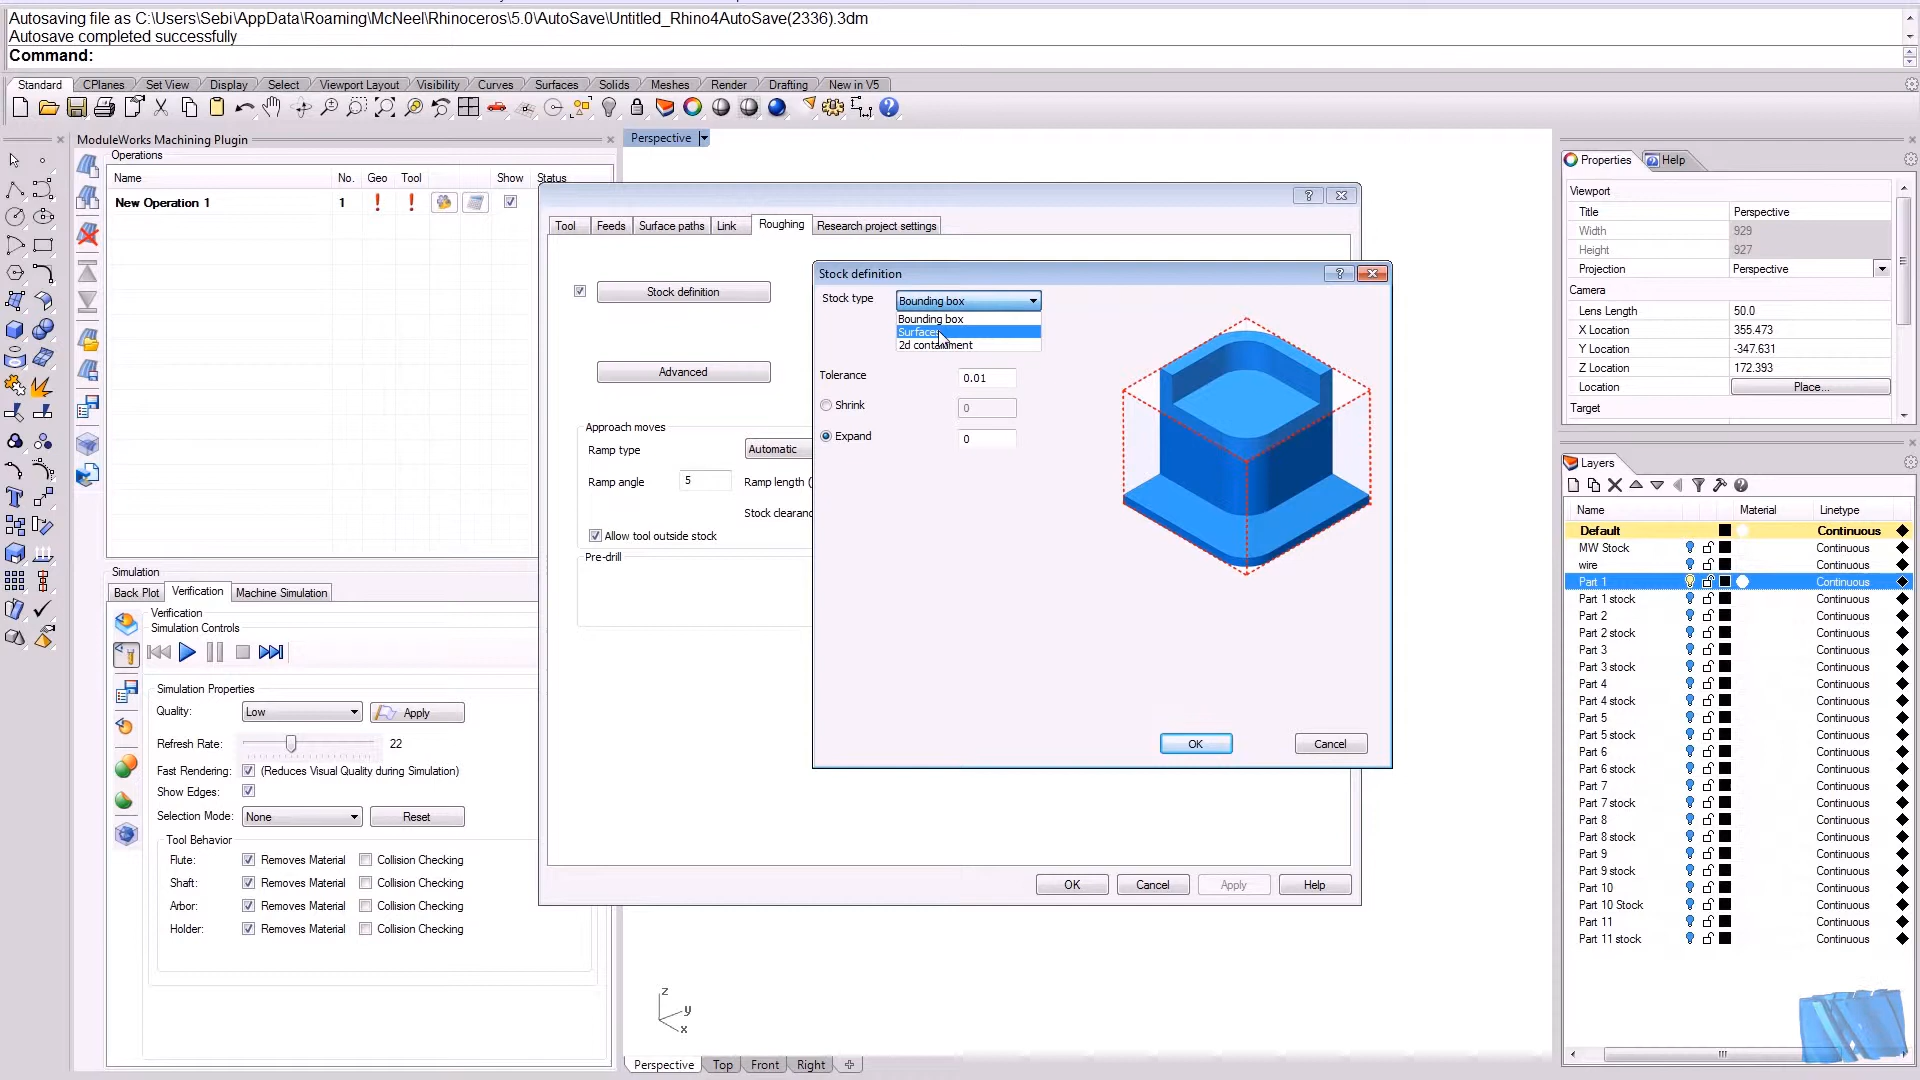 Autosaving file as C:\Users\Sebi\AppData\Roaming\McNeel\Rhinoceros\5.0\AutoSave\Untitled_Rhino4AutoSave(2336).3dm
Autosave completed successfully
Command:
Standard CPlanes Set View Display Select Viewport Layout Visibility Curves Surfaces Solids Meshes Render Drafting New in V5
ModuleWorks Machining Plugin
Operations
Name No. Geo Tool Show Status
New Operation 1 1
Perspective
Tool Feeds Surface paths Link Roughing Research project settings
Stock definition
Advanced
Approach moves
Ramp type Automatic
Ramp angle 5 Ramp length (
Stock clearanc
Allow tool outside stock
Pre-drill
OK Cancel Apply Help
Stock definition
Stock type Bounding box
Bounding box
Surfaces
2d containment
Tolerance 0.01
Shrink 0
Expand 0
OK Cancel
Simulation
Back Plot Verification Machine Simulation
Verification
Simulation Controls
Simulation Properties
Quality: Low Apply
Refresh Rate: 22
Fast Rendering: (Reduces Visual Quality during Simulation)
Show Edges:
Selection Mode: None Reset
Tool Behavior
Flute: Removes Material Collision Checking
Shaft: Removes Material Collision Checking
Arbor: Removes Material Collision Checking
Holder: Removes Material Collision Checking
z
y
x
Perspective Top Front Right
Properties Help
Viewport
Title Perspective
Width 929
Height 927
Projection Perspective
Camera
Lens Length 50.0
X Location 355.473
Y Location -347.631
Z Location 172.393
Location Place...
Target
Layers
Name Material Linetype
Default Continuous
MW Stock Continuous
wire Continuous
Part 1 Continuous
Part 1 stock Continuous
Part 2 Continuous
Part 2 stock Continuous
Part 3 Continuous
Part 3 stock Continuous
Part 4 Continuous
Part 4 stock Continuous
Part 5 Continuous
Part 5 stock Continuous
Part 6 Continuous
Part 6 stock Continuous
Part 7 Continuous
Part 7 stock Continuous
Part 8 Continuous
Part 8 stock Continuous
Part 9 Continuous
Part 9 stock Continuous
Part 10 Continuous
Part 10 Stock Continuous
Part 11 Continuous
Part 11 stock Continuous